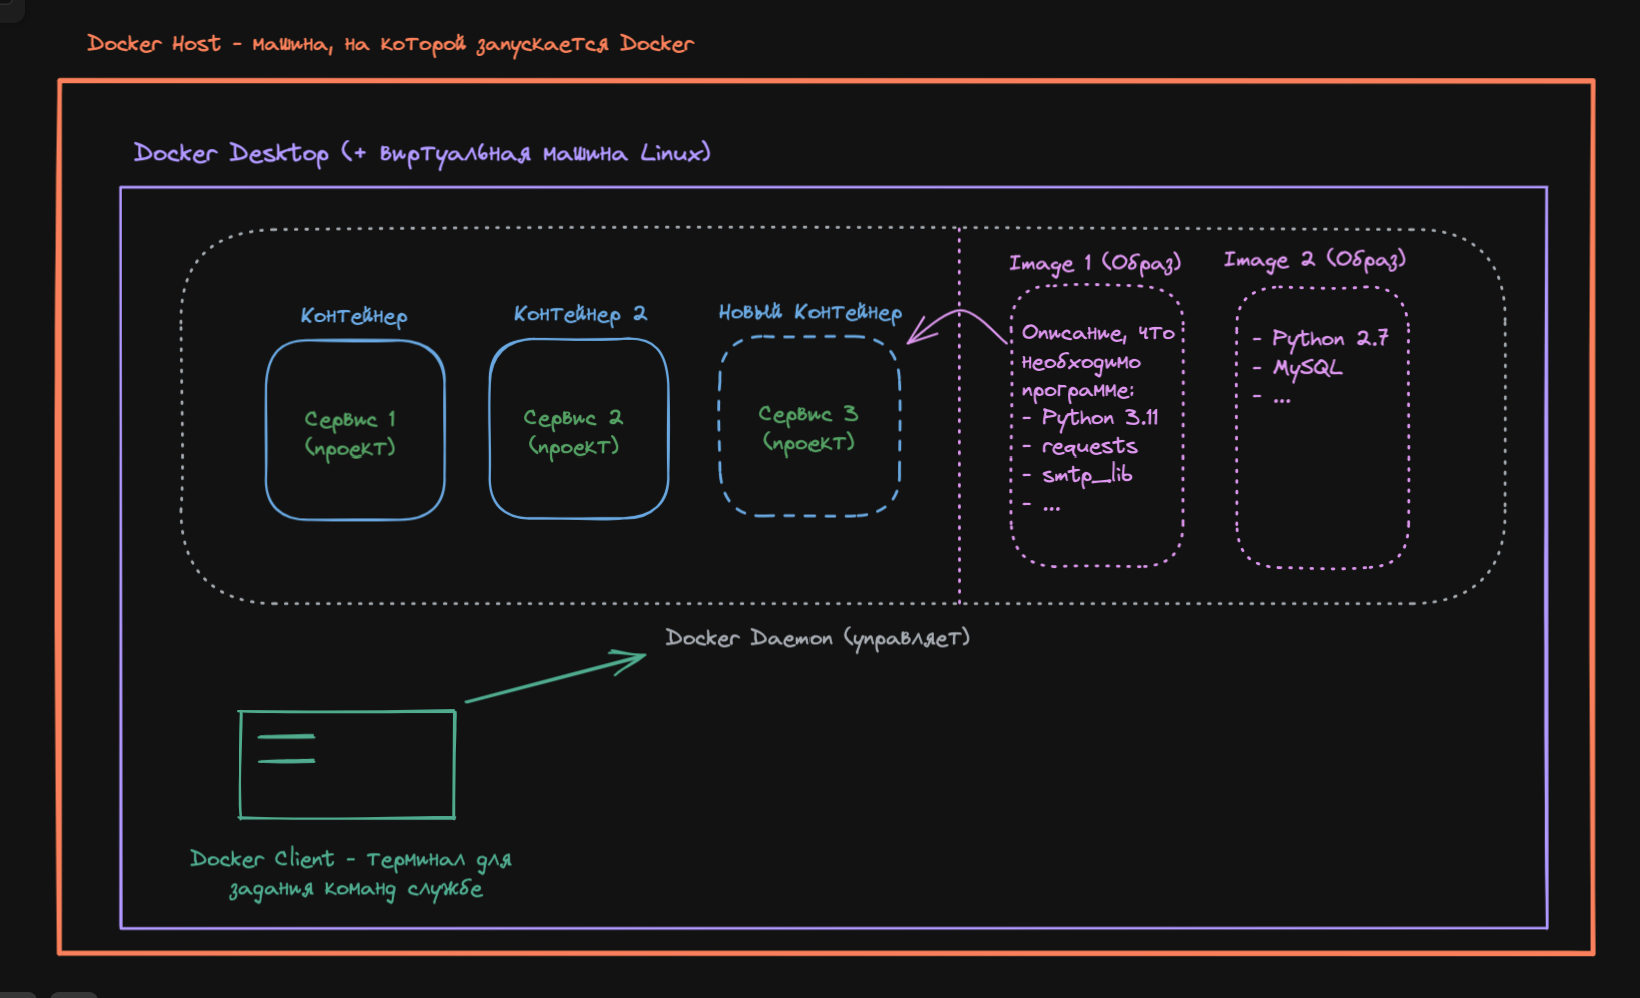 Docker Host - машина, на которой запускается Docker
Docker Desktop (+ виртуальная машина Linux)
Контейнер
Сервис 1
(проект)
Контейнер 2
Сервис 2
(проект)
Новый контейнер
Сервис 3
(проект)
Image 1 (Образ)
Описание, что
необходимо
программе:
- Python 3.11
- requests
- smtp_lib
- ...
Image 2 (Образ)
- Python 2.7
- MySQL
- ...
Docker Daemon (управляет)
Docker Client - терминал для
задания команд службе